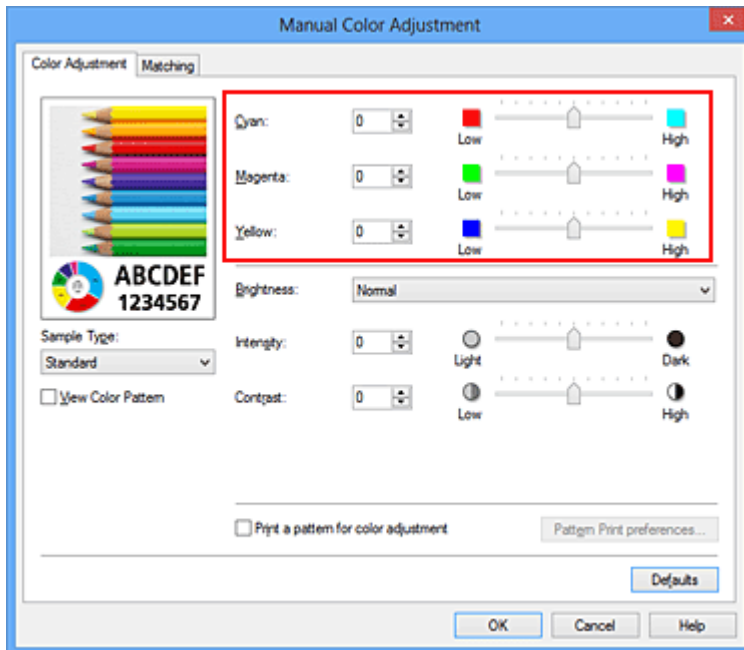 Manual Color Adjustment
Color Adjustment Matching
Cyan: 0 Low High
Magenta: 0 Low High
Yellow: 0 Low High
ABCDEF
1234567
Brightness: Normal
Sample Type:
Standard
Intensity: 0 Light Dark
View Color Pattern
Contrast: 0 Low High
Print a pattern for color adjustment Pattern Print preferences...
Defaults
OK Cancel Help